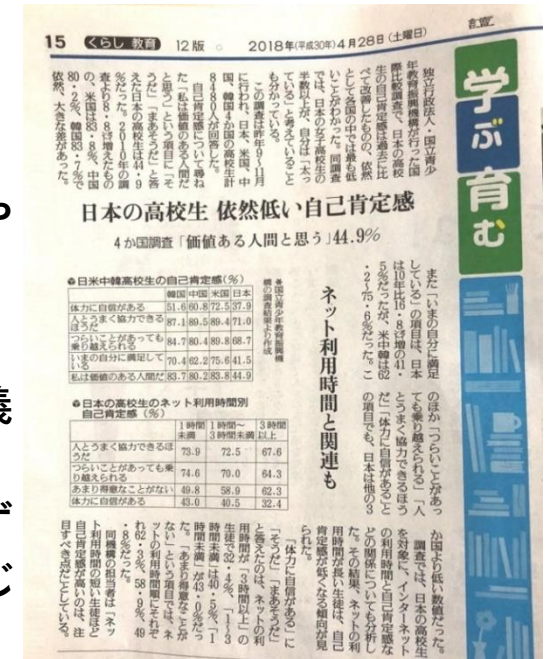 15 くらし 教育 12版 2018年(平成30年)4月28日(土曜日)
学ぶ育む
独立行政法人・国立青少
年教育振興機構が行った国
際比較調査で、日本の高校
生の自己肯定感は過去に比
べて改善したものの、依然
として各国の中では最も低
いことがわかった。同調査
では、日本の女子高校生の
半数以上が、自分は「太っ
ている」と考えていること
も分かっている。
この調査は昨年9〜11月
に行われ、日本、米国、中
国、韓国4か国の高校生計
8480人が回答した。
自己肯定感について尋ね
た「私は価値のある人間だ
と思う」という項目に「そ
うだ」「まあそうだ」と答
えた日本の高校生は44・9
%だった。2010年の調
査より8・8㌽増えたもの
の、米国は83・8%、中国
80・2%、韓国83・7%で
依然、大きな差があった。
日本の高校生 依然低い自己肯定感
4か国調査「価値ある人間と思う」44.9%
また「いまの自分に満足
している」の項目は、日本
は10年比16・8㌽増の41・
5%だったが、米中韓は62
・2〜75・6%だった。こ
のほか「つらいことがあっ
ても乗り越えられる」「人
とうまく協力できるほう
だ」「体力に自信がある」と
の項目でも、日本は他の3
か国より低い数値だった。
ネット利用時間と関連も
調査では、日本の高校生
を対象に、インターネット
の利用時間と自己肯定感な
どの関係についても分析し
た。その結果、ネットの利
用時間が長い生徒は、自己
肯定感が低くなる傾向が見
られた。
「体力に自信がある」に
「そうだ」「まあそうだ」
と答えたのは、ネットの利
用時間が「3時間以上」の
生徒で32・4%、「1〜3
時間未満」は40・5%、「1
時間未満」が43・0%だっ
た。「あまり得意なことが
ない」という項目では、ネ
ットの利用時間順にそれぞ
れ62・3%、58・9%、49
・8%だった。
同機構の担当者は「ネッ
ト利用時間の短い生徒ほど
自己肯定感が高いのは、注
目すべき点だとしている。
日米中韓高校生の自己肯定感(%)
※国立青少年教育振興機
構の調査結果より作成
韓国 中国 米国 日本
体力に自信がある 51.6 60.8 72.5 37.9
人とうまく協力できる
ほうだ 87.1 89.5 89.4 71.0
つらいことがあっても
乗り越えられる 84.7 80.4 89.8 68.7
いまの自分に満足して
いる 70.4 62.2 75.6 41.5
私は価値のある人間だ 83.7 80.2 83.8 44.9
日本の高校生のネット利用時間別
自己肯定感(%)
1時間未満 1時間〜3時間未満 3時間以上
人とうまく協力できるほ
うだ 73.9 72.5 67.6
つらいことがあっても乗
り越えられる 74.6 70.0 64.3
あまり得意なことがない 49.8 58.9 62.3
体力に自信がある 43.0 40.5 32.4